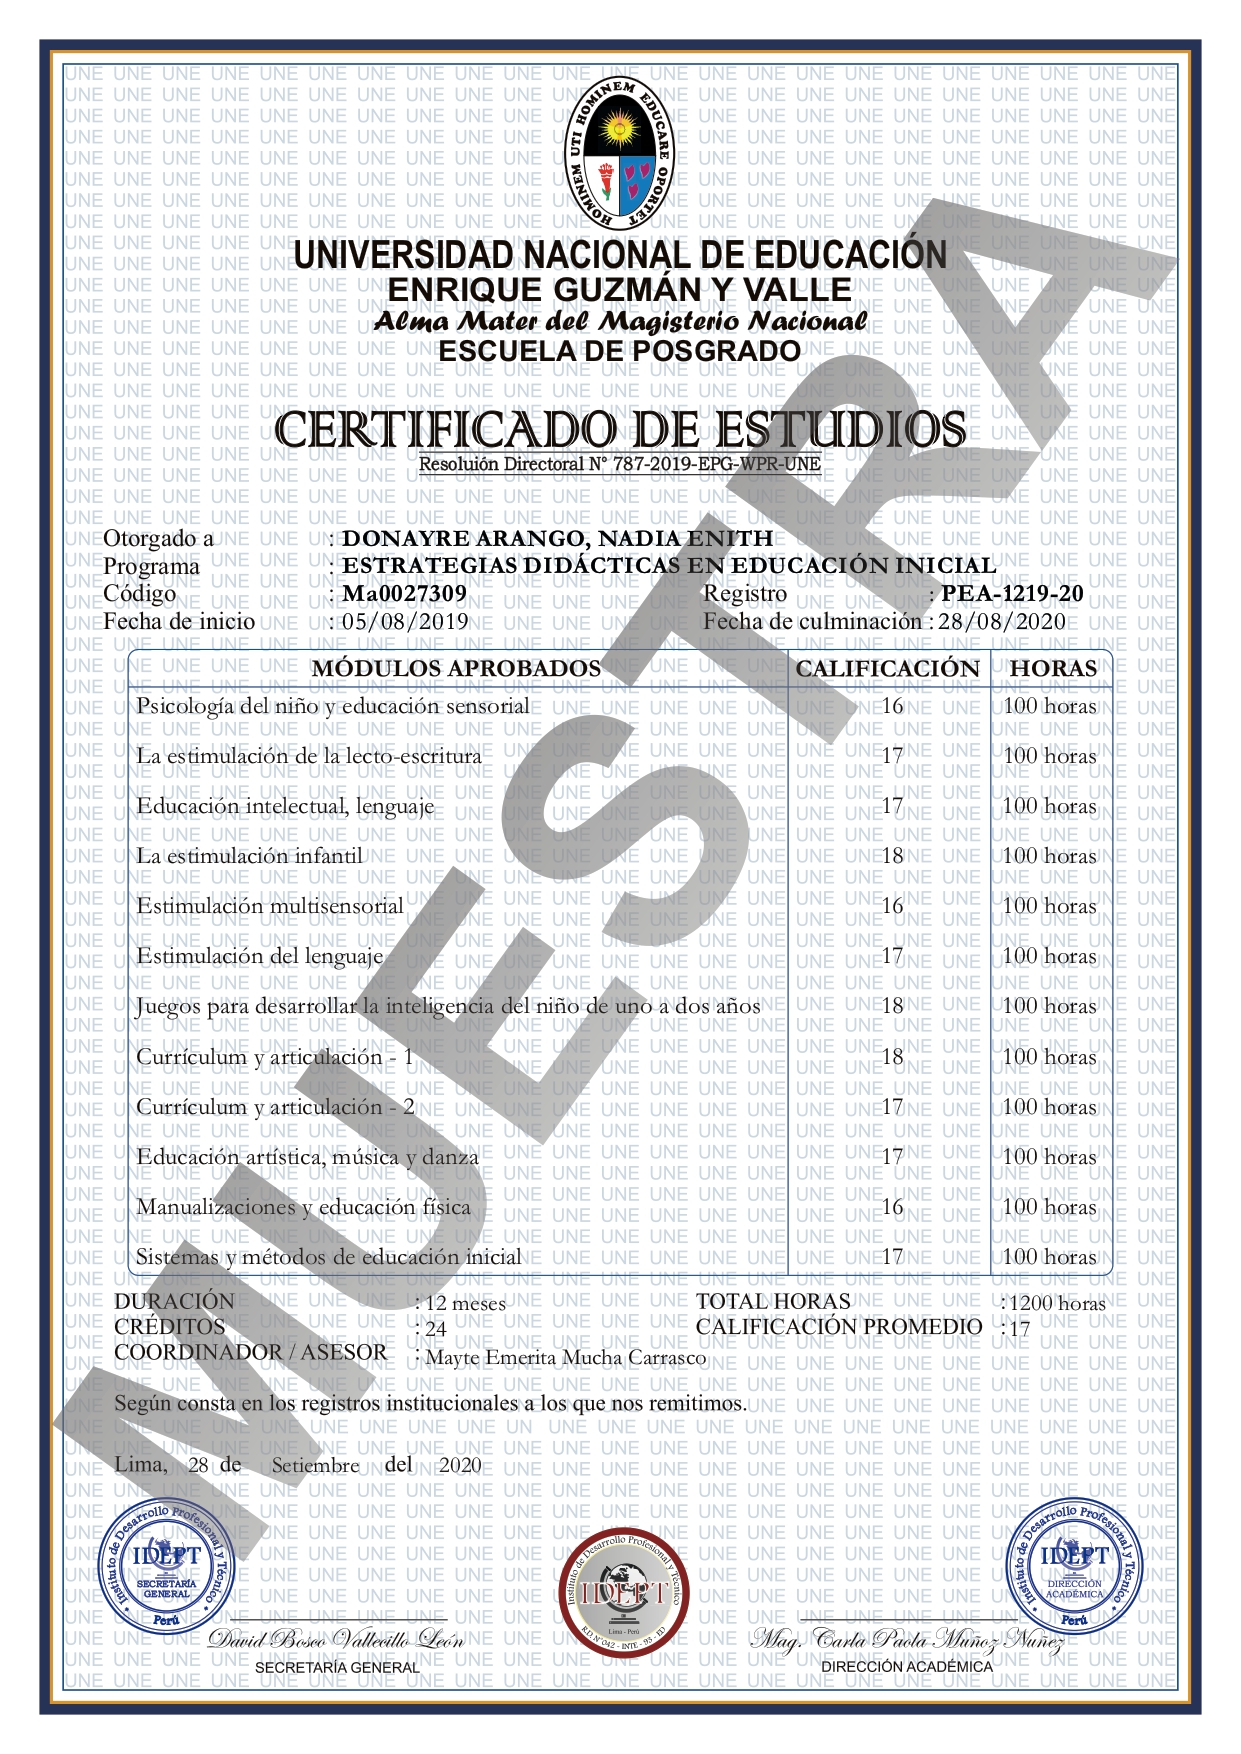 HOMINEM UTI HOMINEM EDUCARE OPORTET
UNIVERSIDAD NACIONAL DE EDUCACIÓN
ENRIQUE GUZMÁN Y VALLE
Alma Mater del Magisterio Nacional
ESCUELA DE POSGRADO
CERTIFICADO DE ESTUDIOS
Resoluión Directoral N° 787-2019-EPG-WPR-UNE
Otorgado a : DONAYRE ARANGO, NADIA ENITH
Programa : ESTRATEGIAS DIDÁCTICAS EN EDUCACIÓN INICIAL
Código : Ma0027309 Registro : PEA-1219-20
Fecha de inicio : 05/08/2019 Fecha de culminación : 28/08/2020
MÓDULOS APROBADOS CALIFICACIÓN HORAS
Psicología del niño y educación sensorial 16 100 horas
La estimulación de la lecto-escritura 17 100 horas
Educación intelectual, lenguaje 17 100 horas
La estimulación infantil 18 100 horas
Estimulación multisensorial 16 100 horas
Estimulación del lenguaje 17 100 horas
Juegos para desarrollar la inteligencia del niño de uno a dos años 18 100 horas
Currículum y articulación - 1 18 100 horas
Currículum y articulación - 2 17 100 horas
Educación artística, música y danza 17 100 horas
Manualizaciones y educación física 16 100 horas
Sistemas y métodos de educación inicial 17 100 horas
DURACIÓN : 12 meses TOTAL HORAS : 1200 horas
CRÉDITOS : 24 CALIFICACIÓN PROMEDIO : 17
COORDINADOR / ASESOR : Mayte Emerita Mucha Carrasco
Según consta en los registros institucionales a los que nos remitimos.
Lima, 28 de Setiembre del 2020
MUESTRA
Instituto de Desarrollo Profesional y Técnico
IDEPT
SECRETARÍA
GENERAL
Perú
Instituto de Desarrollo Profesional y Técnico
IDEPT
Lima - Perú
R.D. N° 042 - INTE - 95 - ED
Instituto de Desarrollo Profesional y Técnico
IDEPT
DIRECCIÓN
ACADÉMICA
Perú
David Bosco Vallecillo León
SECRETARÍA GENERAL
Mag. Carla Paola Muñoz Nuñez
DIRECCIÓN ACADÉMICA